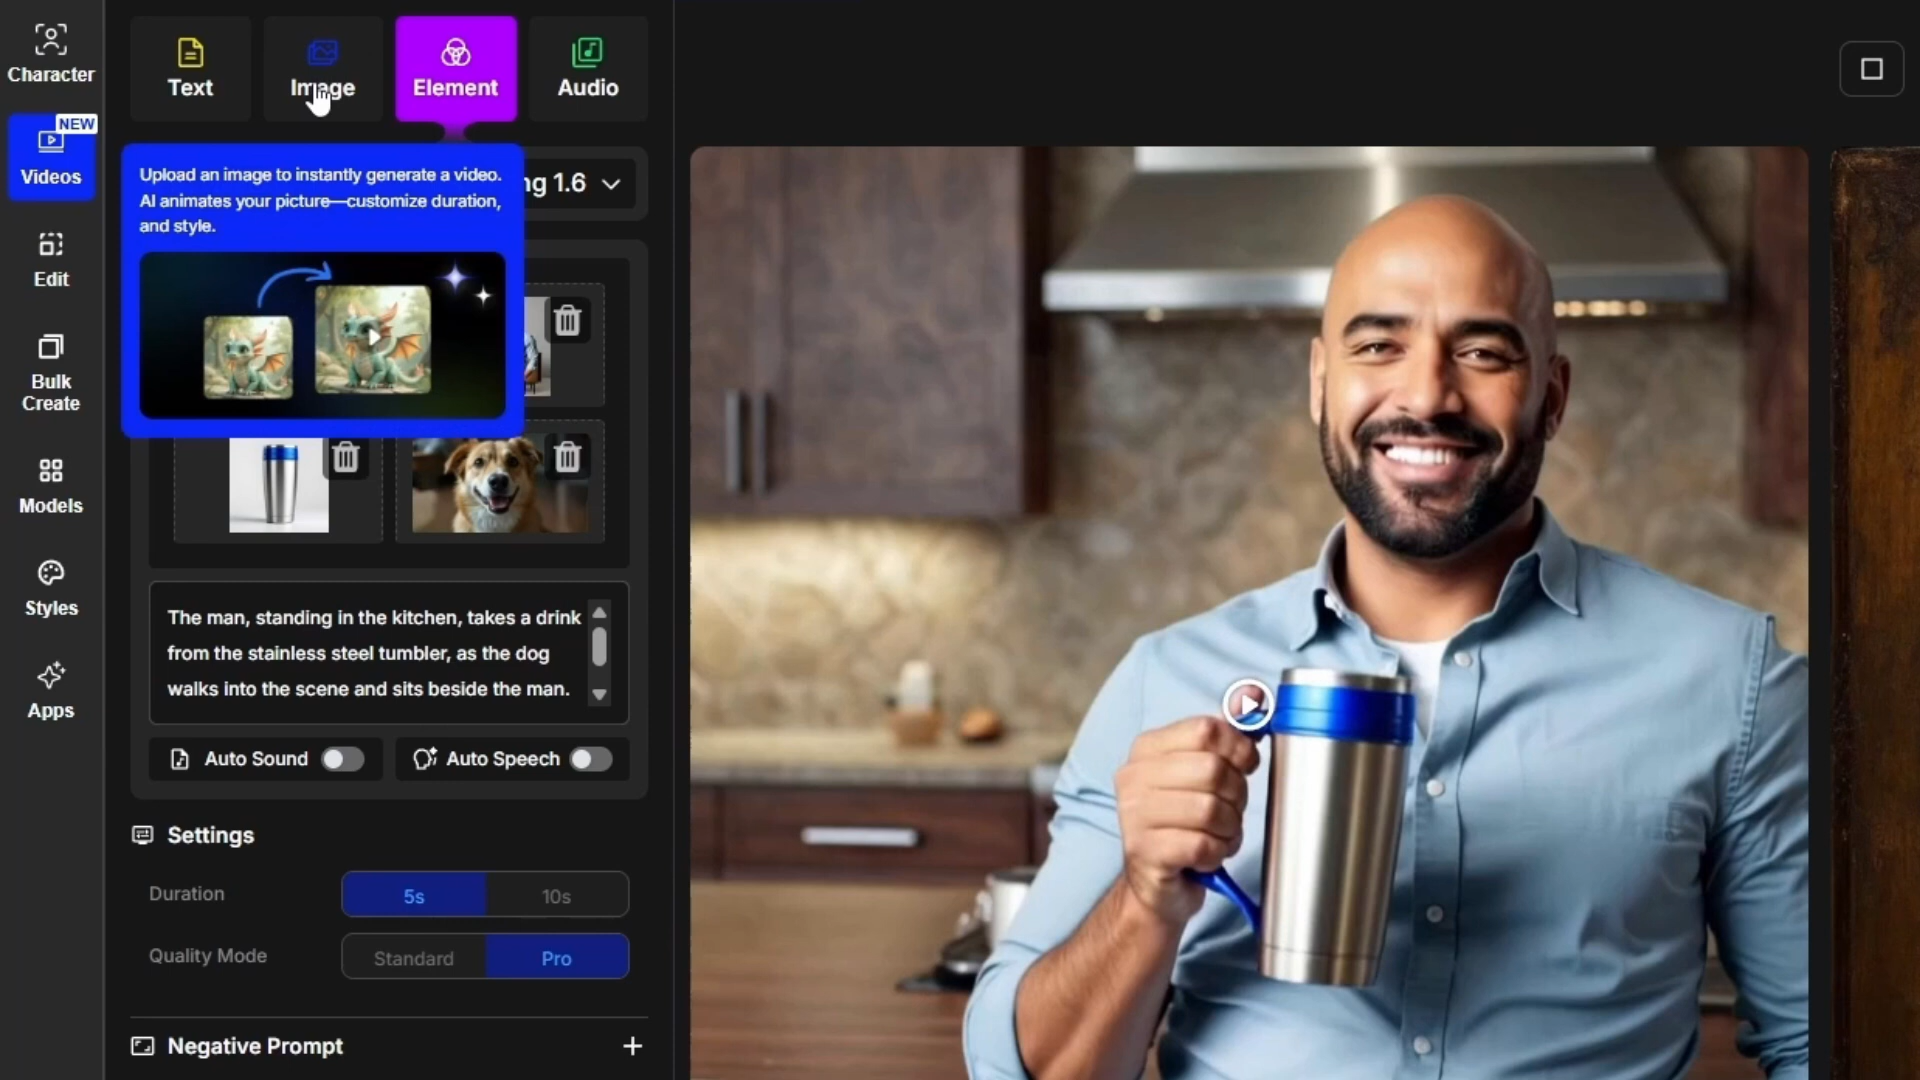 Character
NEW
Videos
Edit
Bulk
Create
Models
Styles
Apps
Text
Image
Element
Audio
Upload an image to instantly generate a video.
AI animates your picture—customize duration,
and style.
1.6
The man, standing in the kitchen, takes a drink
from the stainless steel tumbler, as the dog
walks into the scene and sits beside the man.
Auto Sound
Auto Speech
Settings
Duration
5s
10s
Quality Mode
Standard
Pro
Negative Prompt